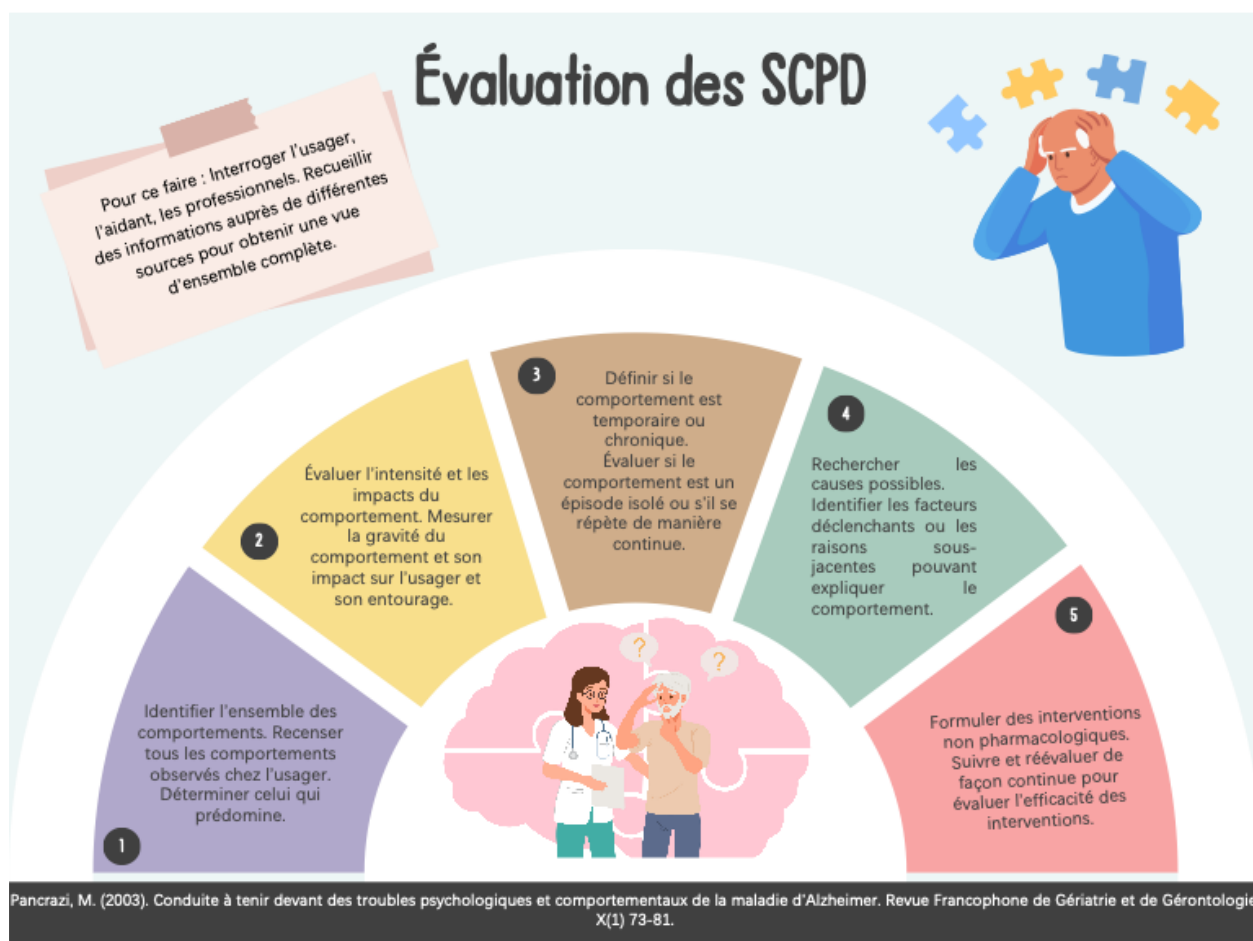 Évaluation des SCPD
Pour ce faire : Interroger l'usager,
l'aidant, les professionnels. Recueillir
des informations auprès de différentes
sources pour obtenir une vue
d'ensemble complète.
1
Identifier l'ensemble des
comportements. Recenser
tous les comportements
observés chez l'usager.
Déterminer celui qui
prédomine.
2
Évaluer l'intensité et les
impacts du
comportement. Mesurer
la gravité du
comportement et son
impact sur l'usager et
son entourage.
3
Définir si le
comportement est
temporaire ou
chronique.
Évaluer si le
comportement est un
épisode isolé ou s'il se
répète de manière
continue.
4
Rechercher les
causes possibles.
Identifier les facteurs
déclenchants ou les
raisons sous-
jacentes pouvant
expliquer le
comportement.
5
Formuler des interventions
non pharmacologiques.
Suivre et réévaluer de
façon continue pour
évaluer l'efficacité des
interventions.
? ?
Pancrazi, M. (2003). Conduite à tenir devant des troubles psychologiques et comportementaux de la maladie d'Alzheimer. Revue Francophone de Gériatrie et de Gérontologie
X(1) 73-81.